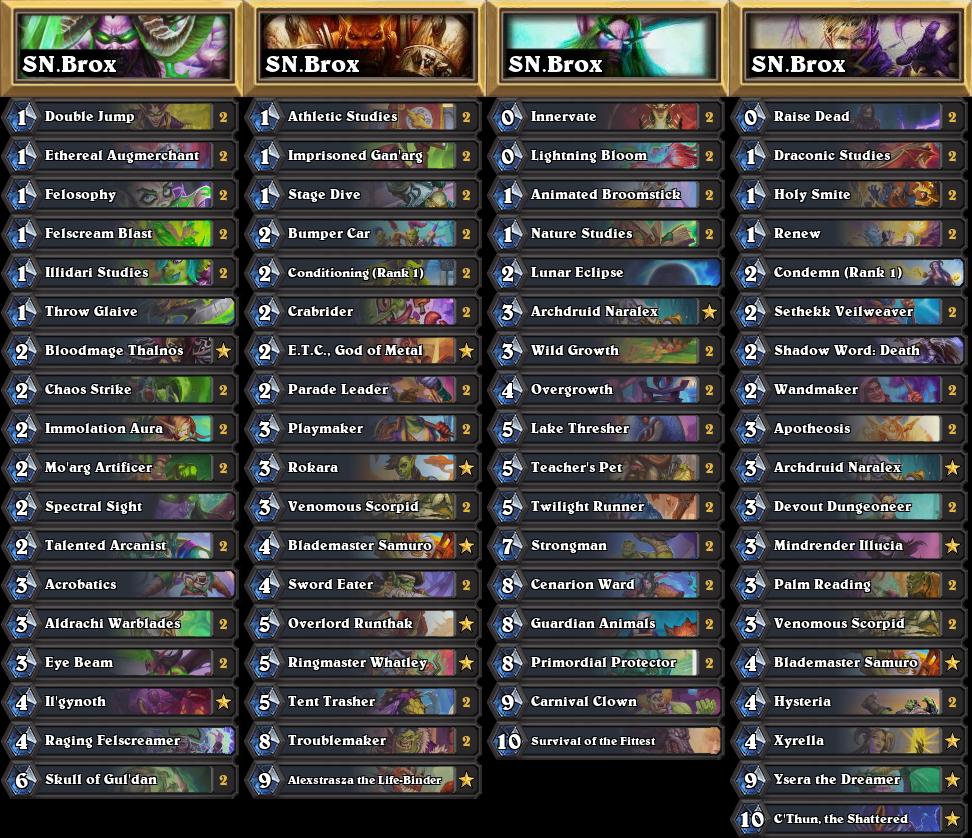 SN.Brox
1 Double Jump 2
1 Ethereal Augmerchant 2
1 Felosophy 2
1 Felscream Blast 2
1 Illidari Studies 2
1 Throw Glaive
2 Bloodmage Thalnos
2 Chaos Strike 2
2 Immolation Aura 2
2 Mo'arg Artificer 2
2 Spectral Sight
2 Talented Arcanist 2
3 Acrobatics
3 Aldrachi Warblades 2
3 Eye Beam 2
4 Il'gynoth
4 Raging Felscreamer
6 Skull of Gul'dan 2
SN.Brox
1 Athletic Studies 2
1 Imprisoned Gan'arg 2
1 Stage Dive 2
2 Bumper Car 2
2 Conditioning (Rank 1) 2
2 Crabrider 2
2 E.T.C., God of Metal
2 Parade Leader 2
3 Playmaker 2
3 Rokara
3 Venomous Scorpid 2
4 Blademaster Samuro
4 Sword Eater 2
5 Overlord Runthak
5 Ringmaster Whatley
5 Tent Trasher 2
8 Troublemaker 2
9 Alexstrasza the Life-Binder
SN.Brox
0 Innervate 2
0 Lightning Bloom 2
1 Animated Broomstick 2
1 Nature Studies 2
2 Lunar Eclipse
3 Archdruid Naralex
3 Wild Growth 2
4 Overgrowth 2
5 Lake Thresher 2
5 Teacher's Pet 2
5 Twilight Runner 2
7 Strongman 2
8 Cenarion Ward 2
8 Guardian Animals 2
8 Primordial Protector 2
9 Carnival Clown
10 Survival of the Fittest
SN.Brox
0 Raise Dead 2
1 Draconic Studies 2
1 Holy Smite 2
1 Renew 2
2 Condemn (Rank 1)
2 Sethekk Veilweaver 2
2 Shadow Word: Death
2 Wandmaker 2
3 Apotheosis 2
3 Archdruid Naralex
3 Devout Dungeoneer 2
3 Mindrender Illucia
3 Palm Reading 2
3 Venomous Scorpid 2
4 Blademaster Samuro
4 Hysteria 2
4 Xyrella
9 Ysera the Dreamer
10 C'Thun, the Shattered